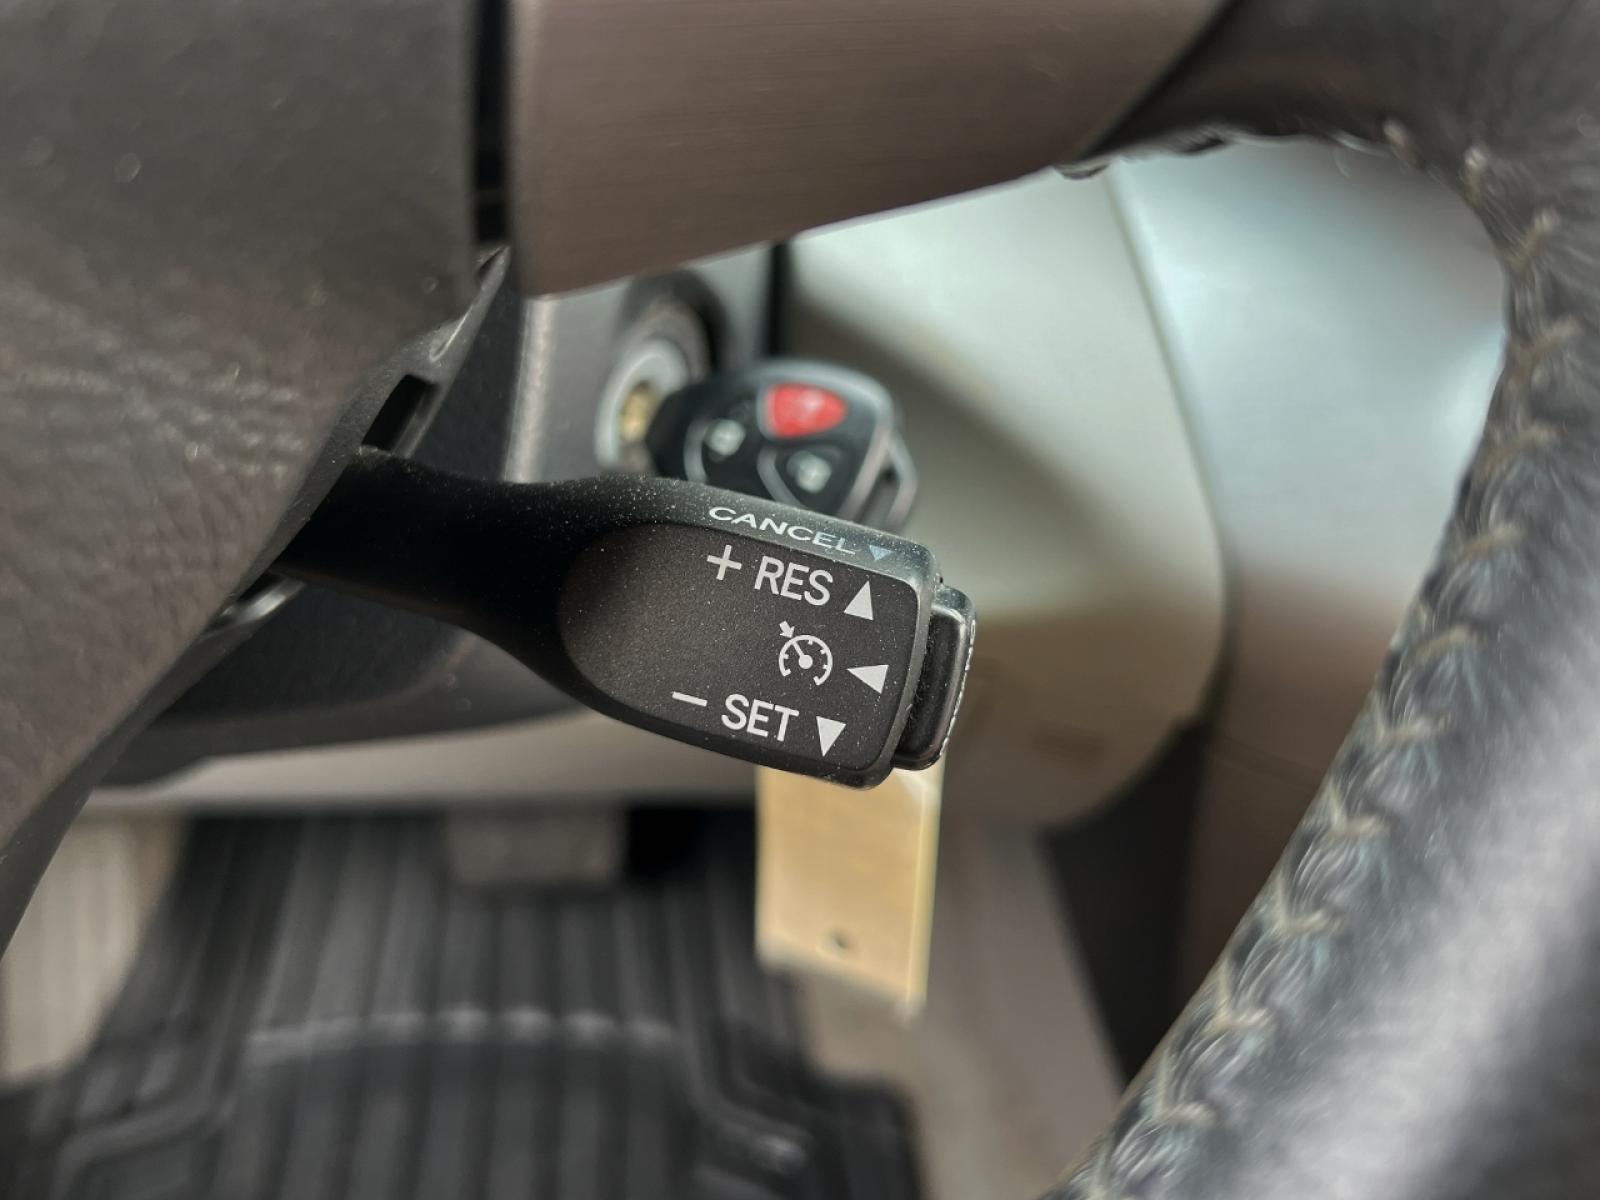 CANCEL
+ RES
− SET